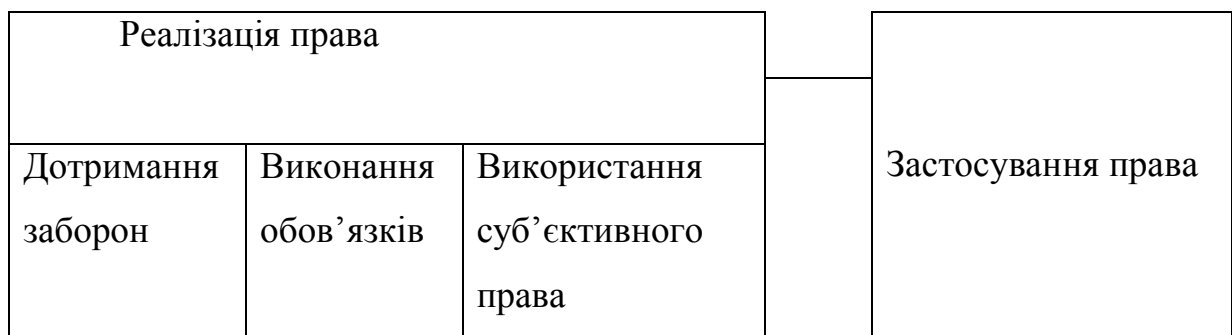 Реалізація права
Дотримання
заборон
Виконання
обов’язків
Використання
суб’єктивного
права
Застосування права